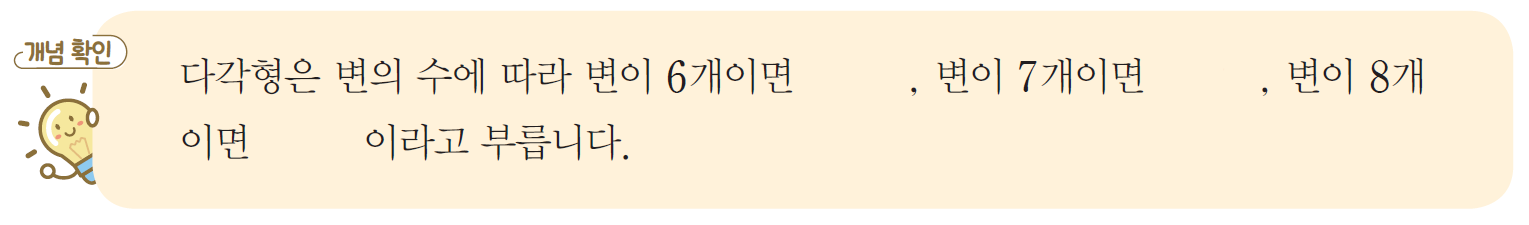 개념 확인
다각형은 변의 수에 따라 변이 6개이면 , 변이 7개이면 , 변이 8개
이면 이라고 부릅니다.